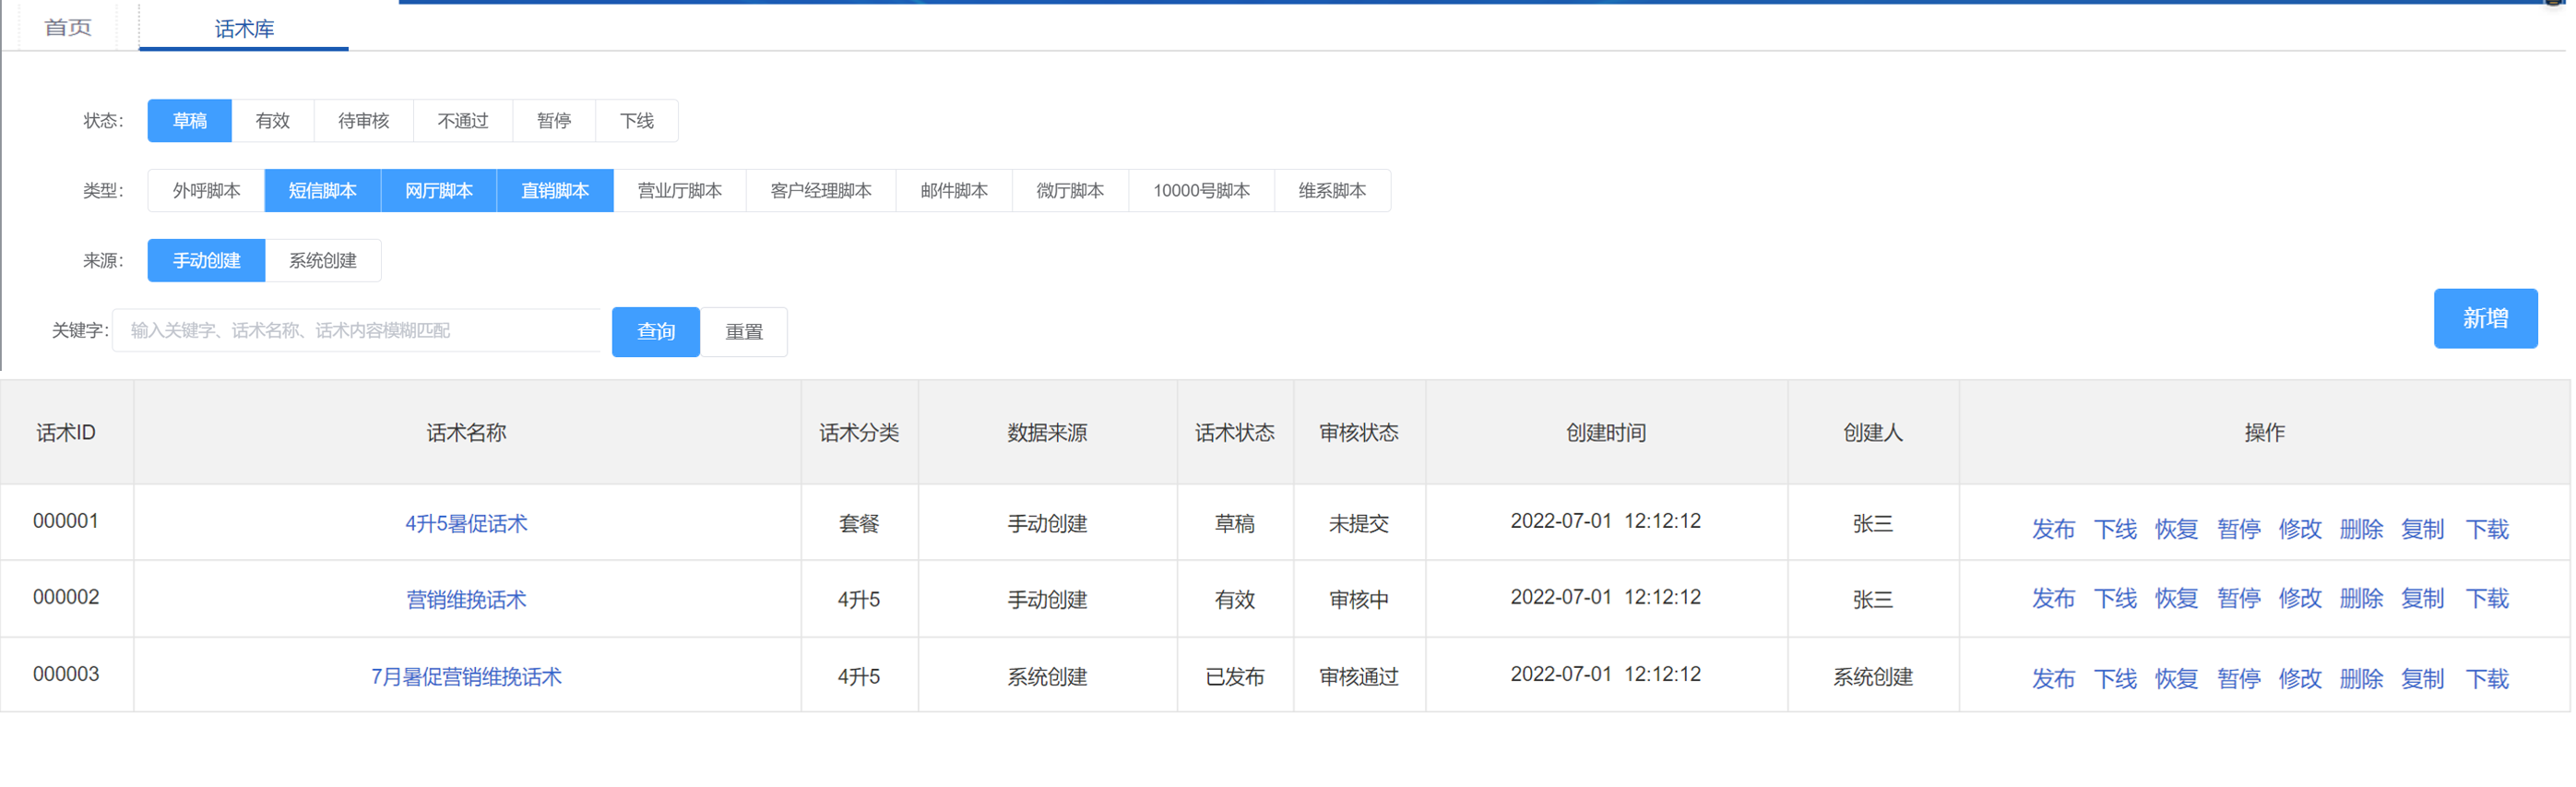 首页 话术库
状态： 草稿 有效 待审核 不通过 暂停 下线
类型： 外呼脚本 短信脚本 网厅脚本 直销脚本 营业厅脚本 客户经理脚本 邮件脚本 微厅脚本 10000号脚本 维系脚本
来源： 手动创建 系统创建
关键字： 输入关键字、话术名称、话术内容模糊匹配 查询 重置 新增
话术ID 话术名称 话术分类 数据来源 话术状态 审核状态 创建时间 创建人 操作
000001 4升5暑促话术 套餐 手动创建 草稿 未提交 2022-07-01 12:12:12 张三 发布 下线 恢复 暂停 修改 删除 复制 下载
000002 营销维挽话术 4升5 手动创建 有效 审核中 2022-07-01 12:12:12 张三 发布 下线 恢复 暂停 修改 删除 复制 下载
000003 7月暑促营销维挽话术 4升5 系统创建 已发布 审核通过 2022-07-01 12:12:12 系统创建 发布 下线 恢复 暂停 修改 删除 复制 下载